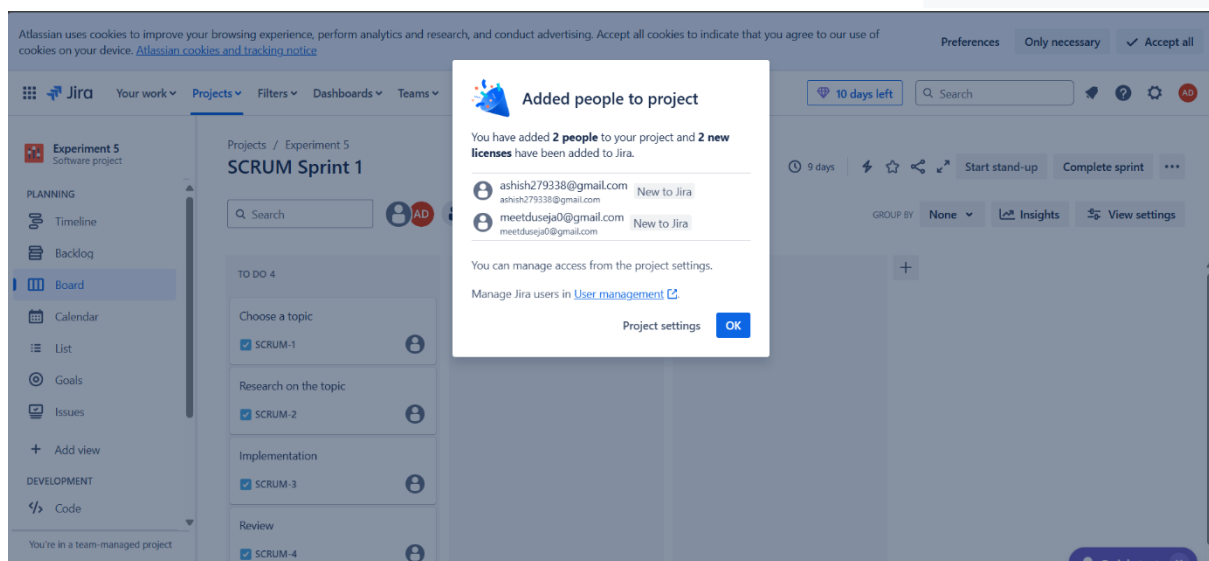 Atlassian uses cookies to improve your browsing experience, perform analytics and research, and conduct advertising. Accept all cookies to indicate that you agree to our use of
cookies on your device. Atlassian cookies and tracking notice
Preferences
Only necessary
Accept all
Jira
Your work
Projects
Filters
Dashboards
Teams
10 days left
Search
AD
Experiment 5
Software project
PLANNING
Timeline
Backlog
Board
Calendar
List
Goals
Issues
Add view
DEVELOPMENT
Code
You're in a team-managed project
Projects / Experiment 5
SCRUM Sprint 1
9 days
Start stand-up
Complete sprint
Search
AD
GROUP BY
None
Insights
View settings
TO DO 4
Choose a topic
SCRUM-1
Research on the topic
SCRUM-2
Implementation
SCRUM-3
Review
SCRUM-4
Added people to project
You have added 2 people to your project and 2 new
licenses have been added to Jira.
ashish279338@gmail.com
New to Jira
ashish279338@gmail.com
meetduseja0@gmail.com
New to Jira
meetduseja0@gmail.com
You can manage access from the project settings.
Manage Jira users in User management.
Project settings
OK